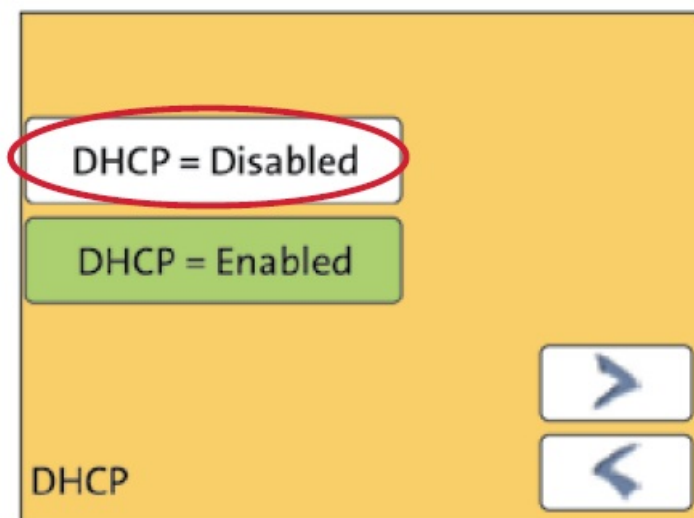 DHCP = Disabled
DHCP = Enabled
DHCP